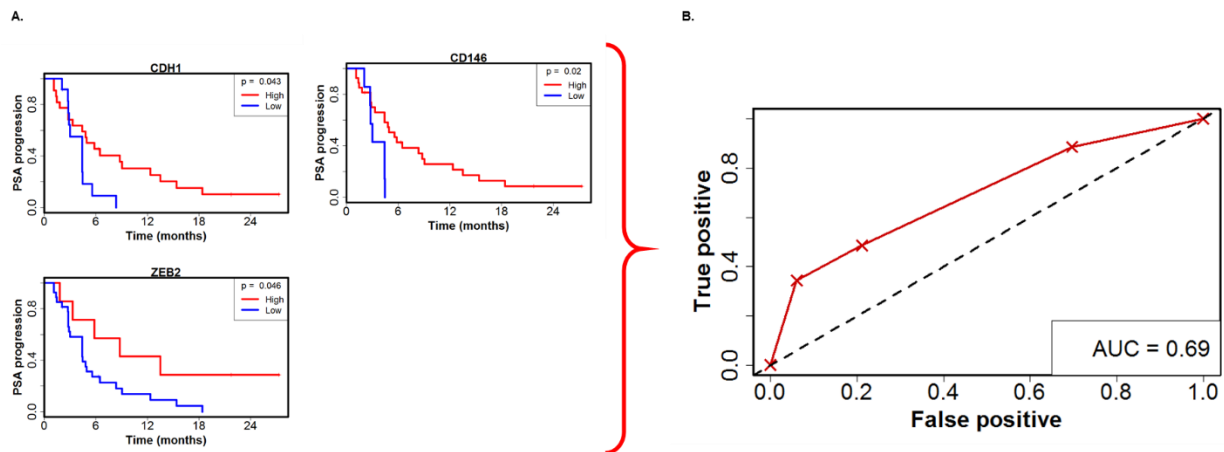 A.
CDH1
p = 0.043
High
Low
PSA progression
0.0 0.4 0.8
0 6 12 18 24
Time (months)
CD146
p = 0.02
High
Low
PSA progression
0.0 0.4 0.8
0 6 12 18 24
Time (months)
ZEB2
p = 0.046
High
Low
PSA progression
0.0 0.4 0.8
0 6 12 18 24
Time (months)
B.
True positive
0.0 0.4 0.8
AUC = 0.69
0.0 0.2 0.4 0.6 0.8 1.0
False positive